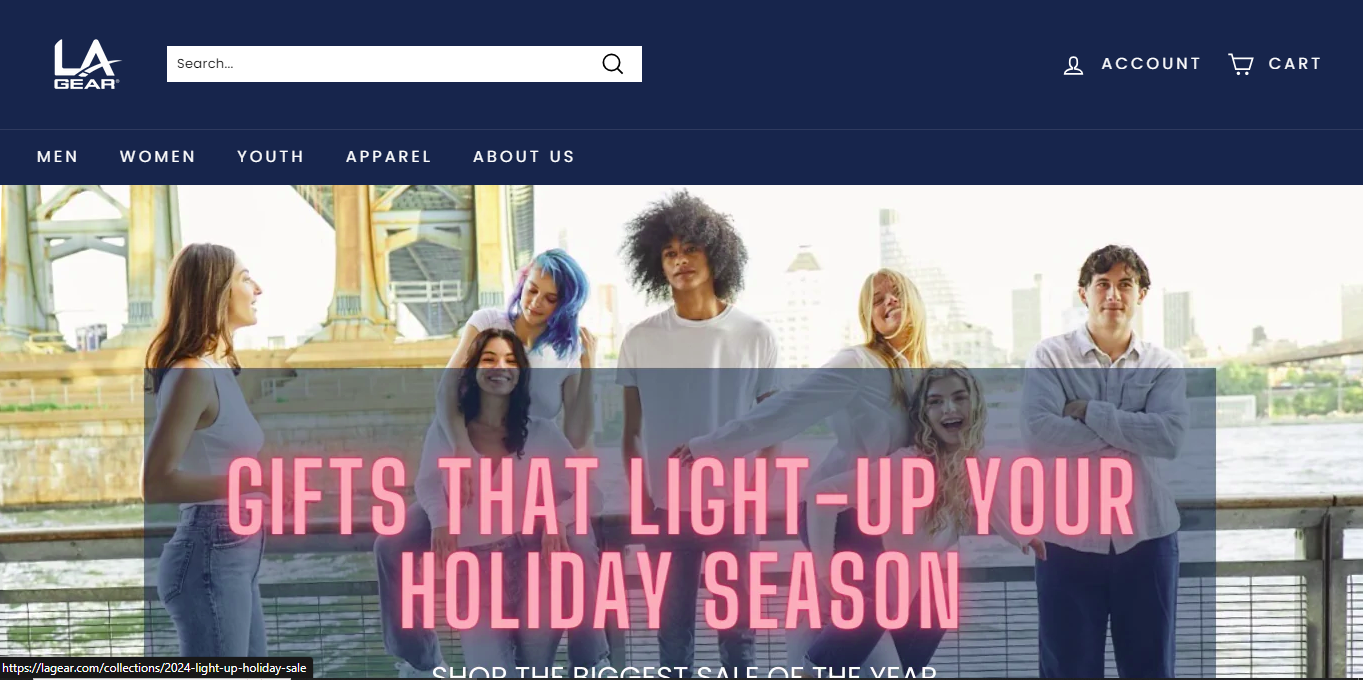 LA
GEAR®
Search...
ACCOUNT
CART
MEN
WOMEN
YOUTH
APPAREL
ABOUT US
GIFTS THAT LIGHT-UP YOUR
HOLIDAY SEASON
SHOP THE BIGGEST SALE OF THE YEAR
https://lagear.com/collections/2024-light-up-holiday-sale